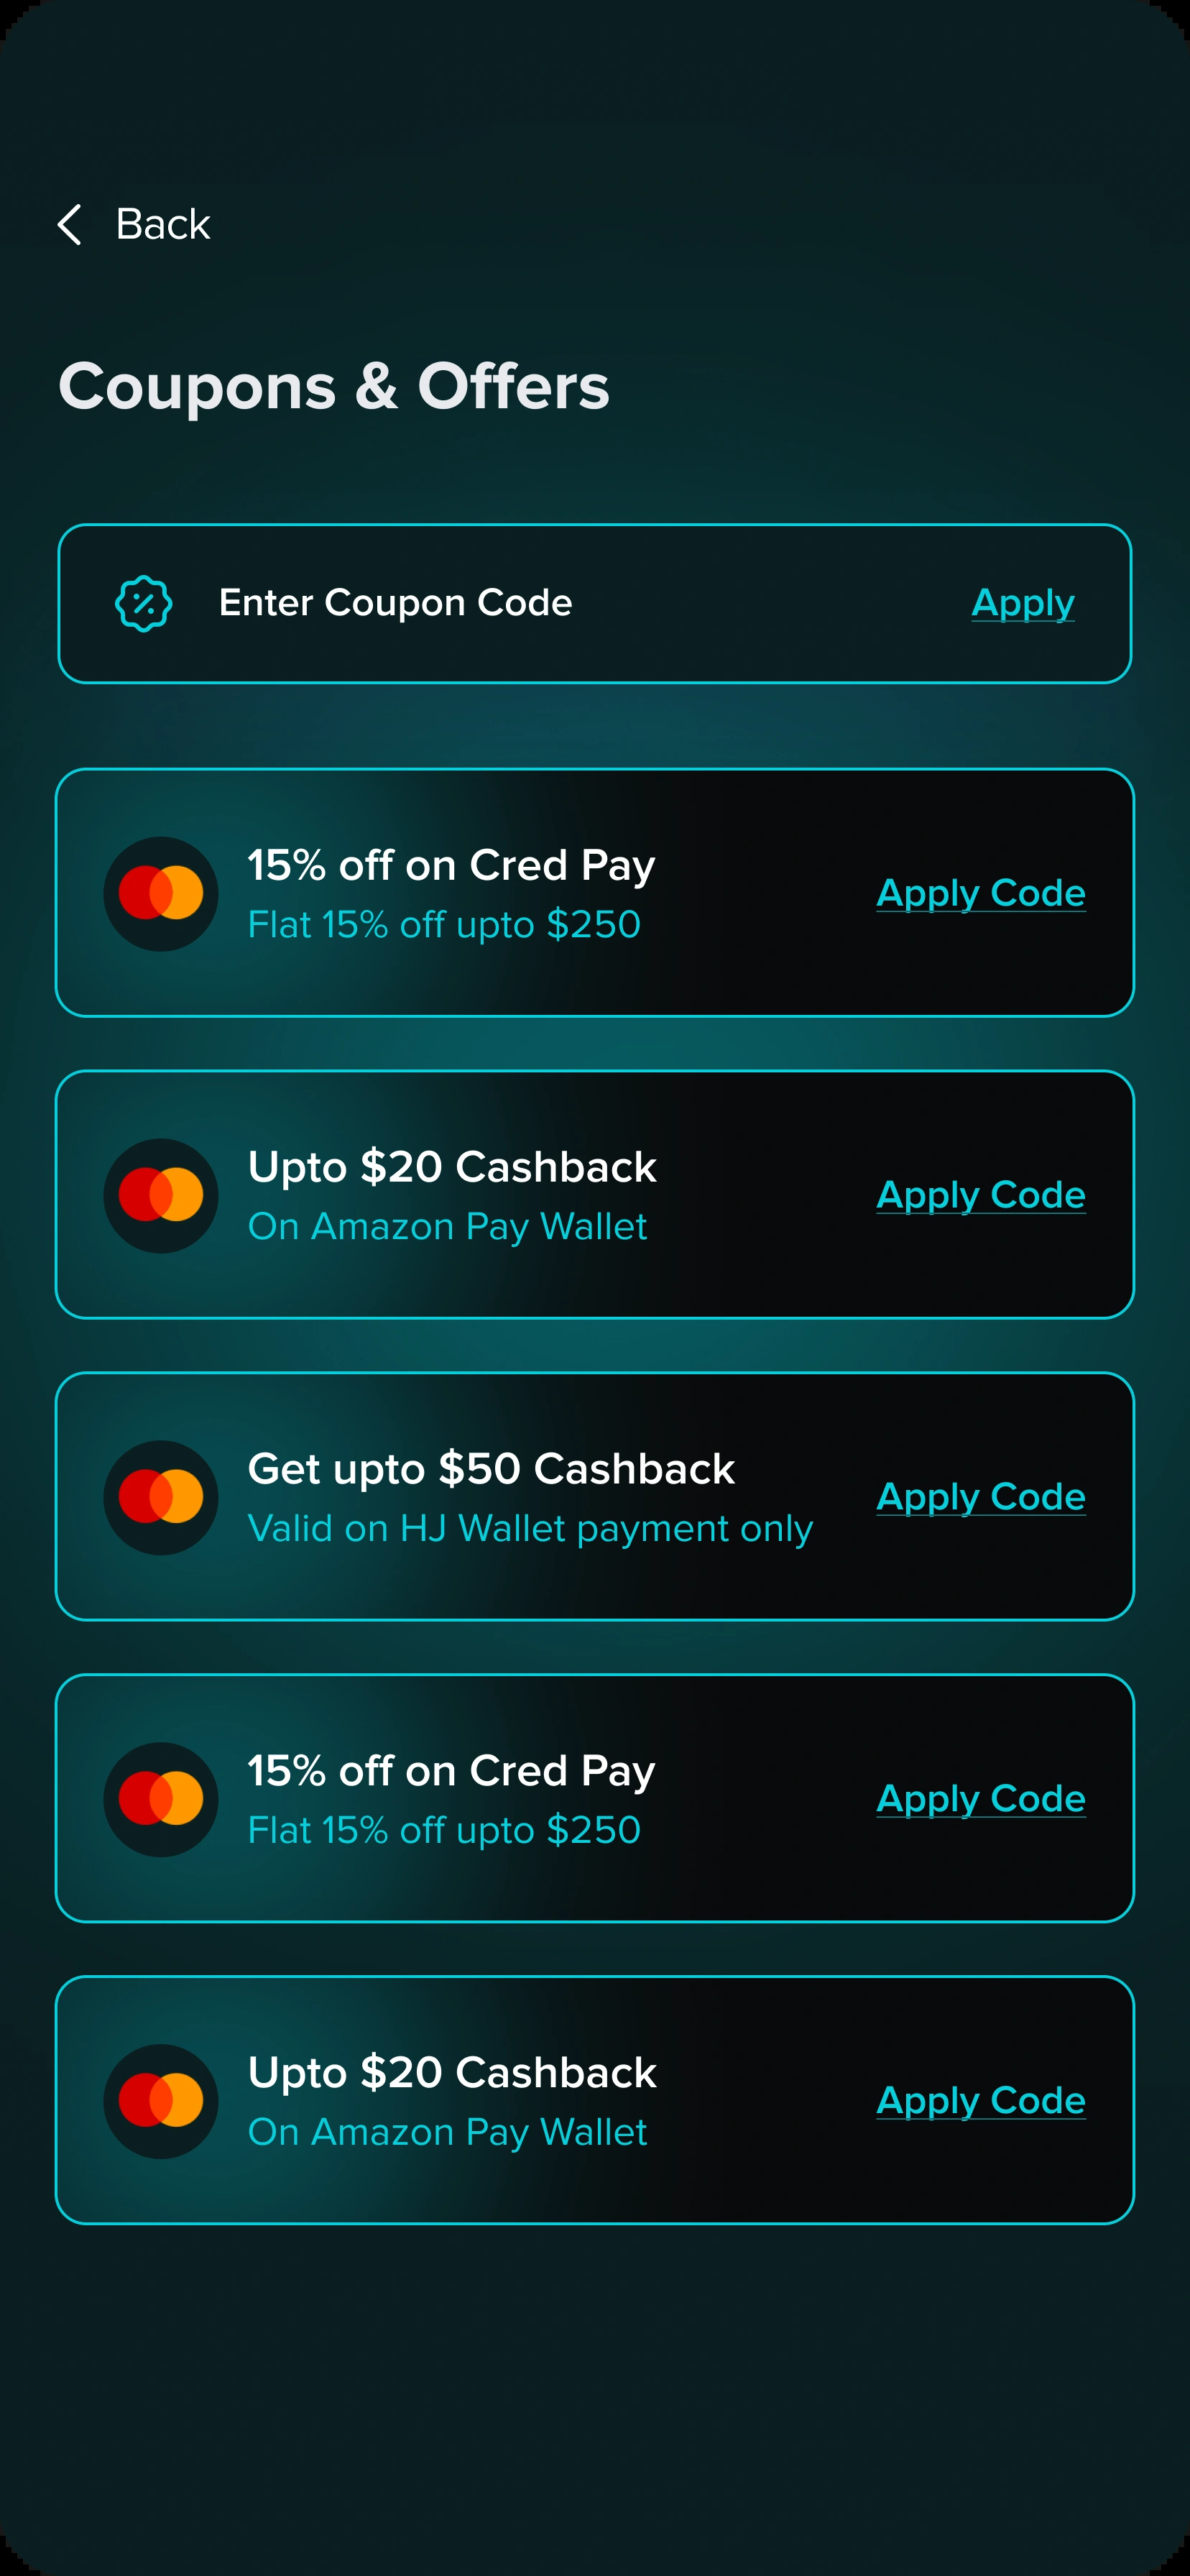 Back
Coupons & Offers
Enter Coupon Code Apply
15% off on Cred Pay
Flat 15% off upto $250
Apply Code
Upto $20 Cashback
On Amazon Pay Wallet
Apply Code
Get upto $50 Cashback
Valid on HJ Wallet payment only
Apply Code
15% off on Cred Pay
Flat 15% off upto $250
Apply Code
Upto $20 Cashback
On Amazon Pay Wallet
Apply Code